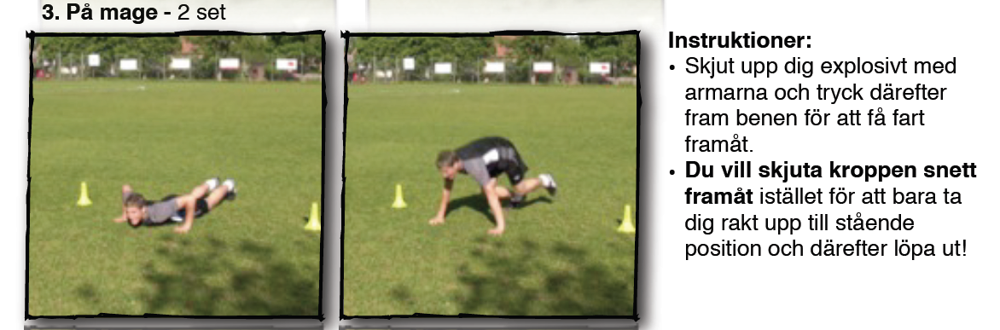 3. På mage - 2 set
Instruktioner:
• Skjut upp dig explosivt med
armarna och tryck därefter
fram benen för att få fart
framåt.
• Du vill skjuta kroppen snett
framåt istället för att bara ta
dig rakt upp till stående
position och därefter löpa ut!